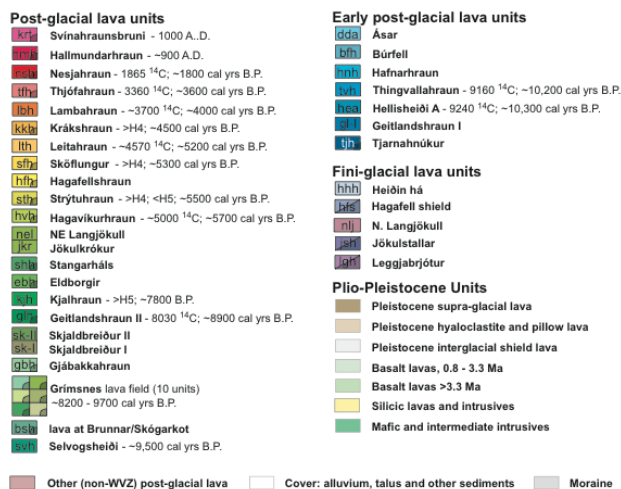 Post-glacial lava units
krt Svínahraunsbruni - 1000 A..D.
hmh Hallmundarhraun - ~900 A.D.
nsh Nesjahraun - 1865 14C; ~1800 cal yrs B.P.
tfh Thjófahraun - 3360 14C; ~3600 cal yrs B.P.
lbh Lambahraun - ~3700 14C; ~4000 cal yrs B.P.
kkh Krákshraun - >H4; ~4500 cal yrs B.P.
lth Leitahraun - ~4570 14C; ~5200 cal yrs B.P.
sfh Sköflungur - >H4; ~5300 cal yrs B.P.
hfh Hagafellshraun
sth Strýtuhraun - >H4; <H5; ~5500 cal yrs B.P.
hvh Hagavíkurhraun - ~5000 14C; ~5700 cal yrs B.P.
nel NE Langjökull
jkr Jökulkrókur
shh Stangarháls
ebh Eldborgir
kjh Kjalhraun - >H5; ~7800 B.P.
glh Geitlandshraun II - 8030 14C; ~8900 cal yrs B.P.
sk-II Skjaldbreiður II
sk-I Skjaldbreiður I
gbh Gjábakkahraun
Grímsnes lava field (10 units)
~8200 - 9700 cal yrs B.P.
bsh lava at Brunnar/Skógarkot
svh Selvogsheiði - ~9,500 cal yrs B.P.
Early post-glacial lava units
dda Ásar
bfh Búrfell
hnh Hafnarhraun
tvh Thingvallahraun - 9160 14C; ~10,200 cal yrs B.P.
hea Hellisheiði A - 9240 14C; ~10,300 cal yrs B.P.
gl-I Geitlandshraun I
tjh Tjarnahnúkur
Fini-glacial lava units
hhh Heiðin há
hfs Hagafell shield
nlj N. Langjökull
jsh Jökulstallar
lgh Leggjabrjótur
Plio-Pleistocene Units
Pleistocene supra-glacial lava
Pleistocene hyaloclastite and pillow lava
Pleistocene interglacial shield lava
Basalt lavas, 0.8 - 3.3 Ma
Basalt lavas >3.3 Ma
Silicic lavas and intrusives
Mafic and intermediate intrusives
Other (non-WVZ) post-glacial lava
Cover: alluvium, talus and other sediments
Moraine